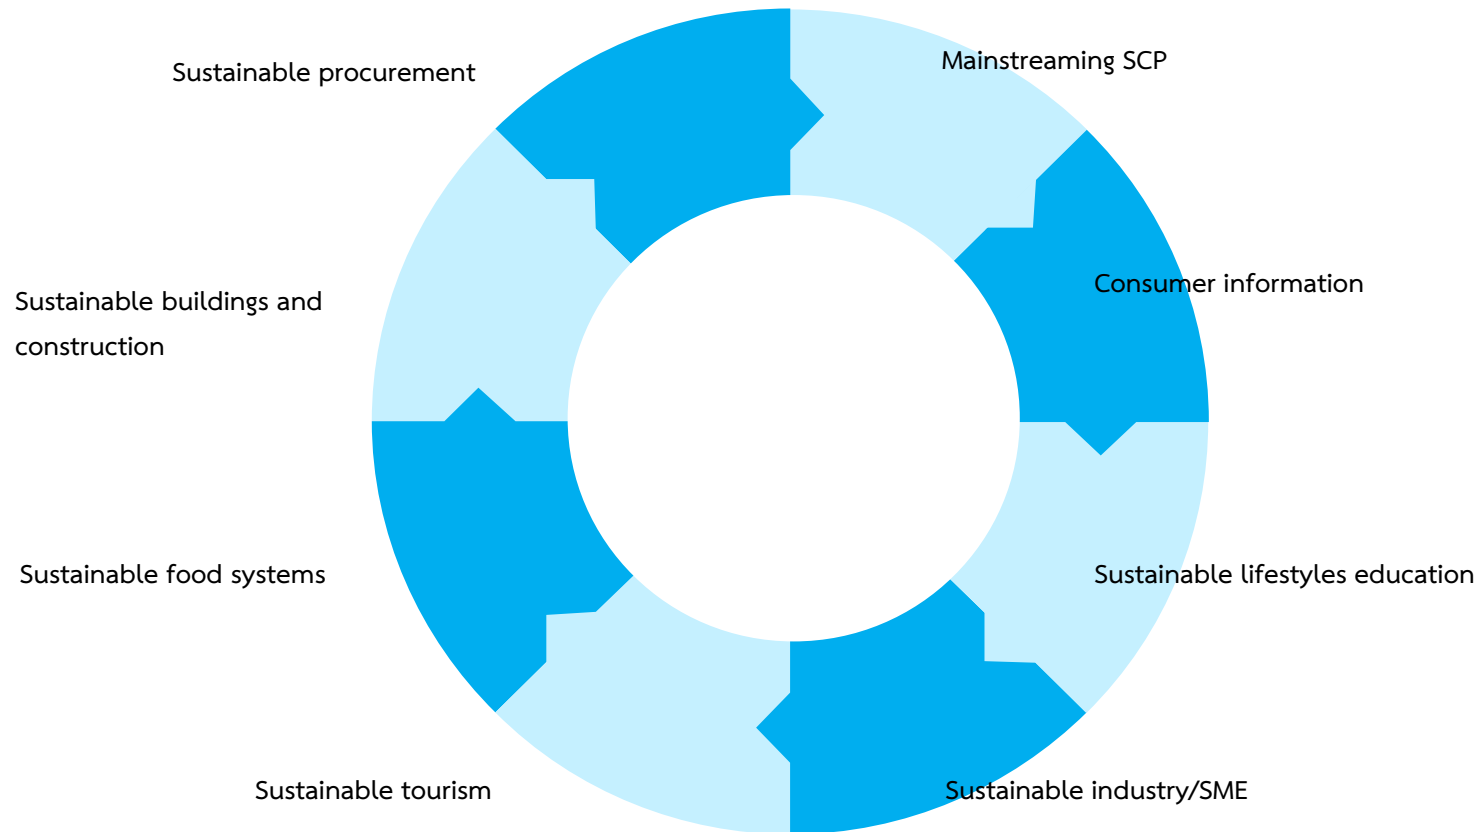 Mainstreaming SCP
Sustainable procurement
Consumer information
Sustainable buildings and
construction
Sustainable food systems
Sustainable lifestyles education
Sustainable tourism
Sustainable industry/SME